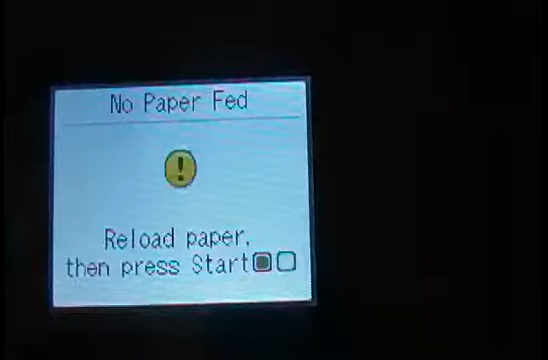 No Paper Fed
!
Reload paper,
then press Start